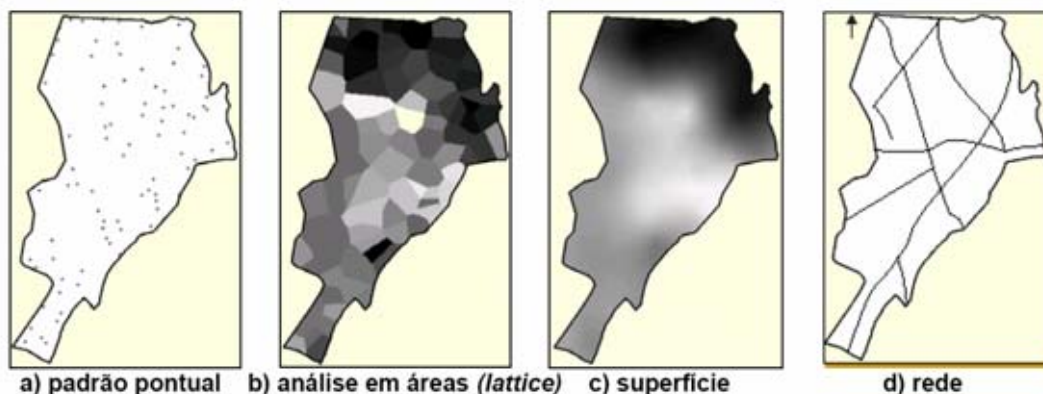 a) padrão pontual b) análise em áreas (lattice) c) superfície d) rede